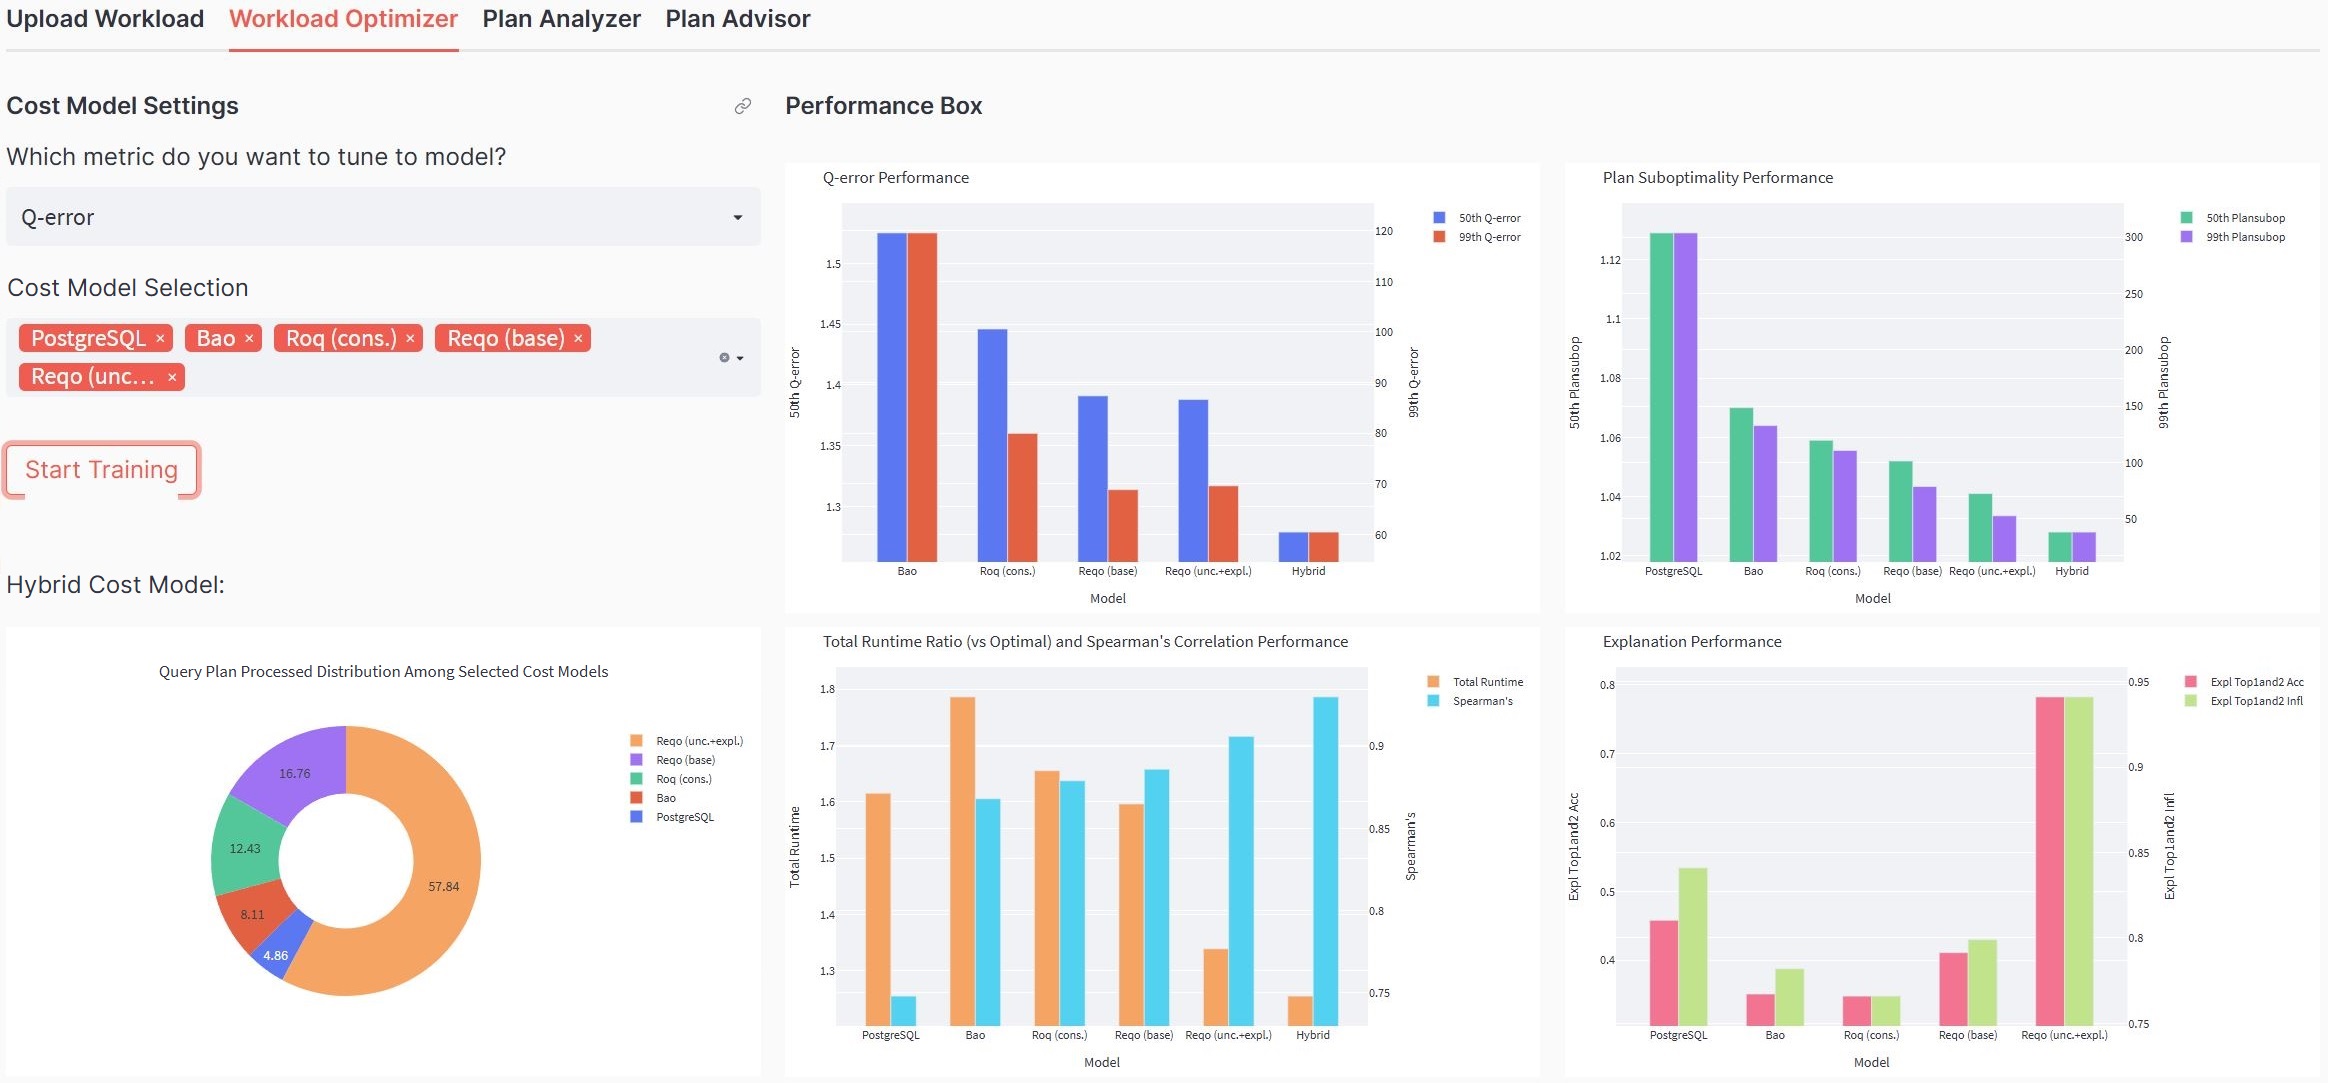 Upload Workload Workload Optimizer Plan Analyzer Plan Advisor
Cost Model Settings
Which metric do you want to tune to model?
Q-error
Cost Model Selection
PostgreSQL × Bao × Roq (cons.) × Reqo (base) ×
Reqo (unc... ×
Start Training
Hybrid Cost Model:
Query Plan Processed Distribution Among Selected Cost Models
16.76
12.43
8.11
4.86
57.84
Reqo (unc.+expl.)
Reqo (base)
Roq (cons.)
Bao
PostgreSQL
Performance Box
Q-error Performance
50th Q-error
99th Q-error
1.5
1.45
1.4
1.35
1.3
50th Q-error
120
110
100
90
80
70
60
99th Q-error
Bao Roq (cons.) Reqo (base) Reqo (unc.+expl.) Hybrid
Model
Plan Suboptimality Performance
50th Plansubop
99th Plansubop
1.12
1.1
1.08
1.06
1.04
1.02
50th Plansubop
300
250
200
150
100
50
99th Plansubop
PostgreSQL Bao Roq (cons.) Reqo (base) Reqo (unc.+expl.) Hybrid
Model
Total Runtime Ratio (vs Optimal) and Spearman's Correlation Performance
Total Runtime
Spearman's
1.8
1.7
1.6
1.5
1.4
1.3
Total Runtime
0.9
0.85
0.8
0.75
Spearman's
PostgreSQL Bao Roq (cons.) Reqo (base) Reqo (unc.+expl.) Hybrid
Model
Explanation Performance
Expl Top1and2 Acc
Expl Top1and2 Infl
0.8
0.7
0.6
0.5
0.4
Expl Top1and2 Acc
0.95
0.9
0.85
0.8
0.75
Expl Top1and2 Infl
PostgreSQL Bao Roq (cons.) Reqo (base) Reqo (unc.+expl.)
Model